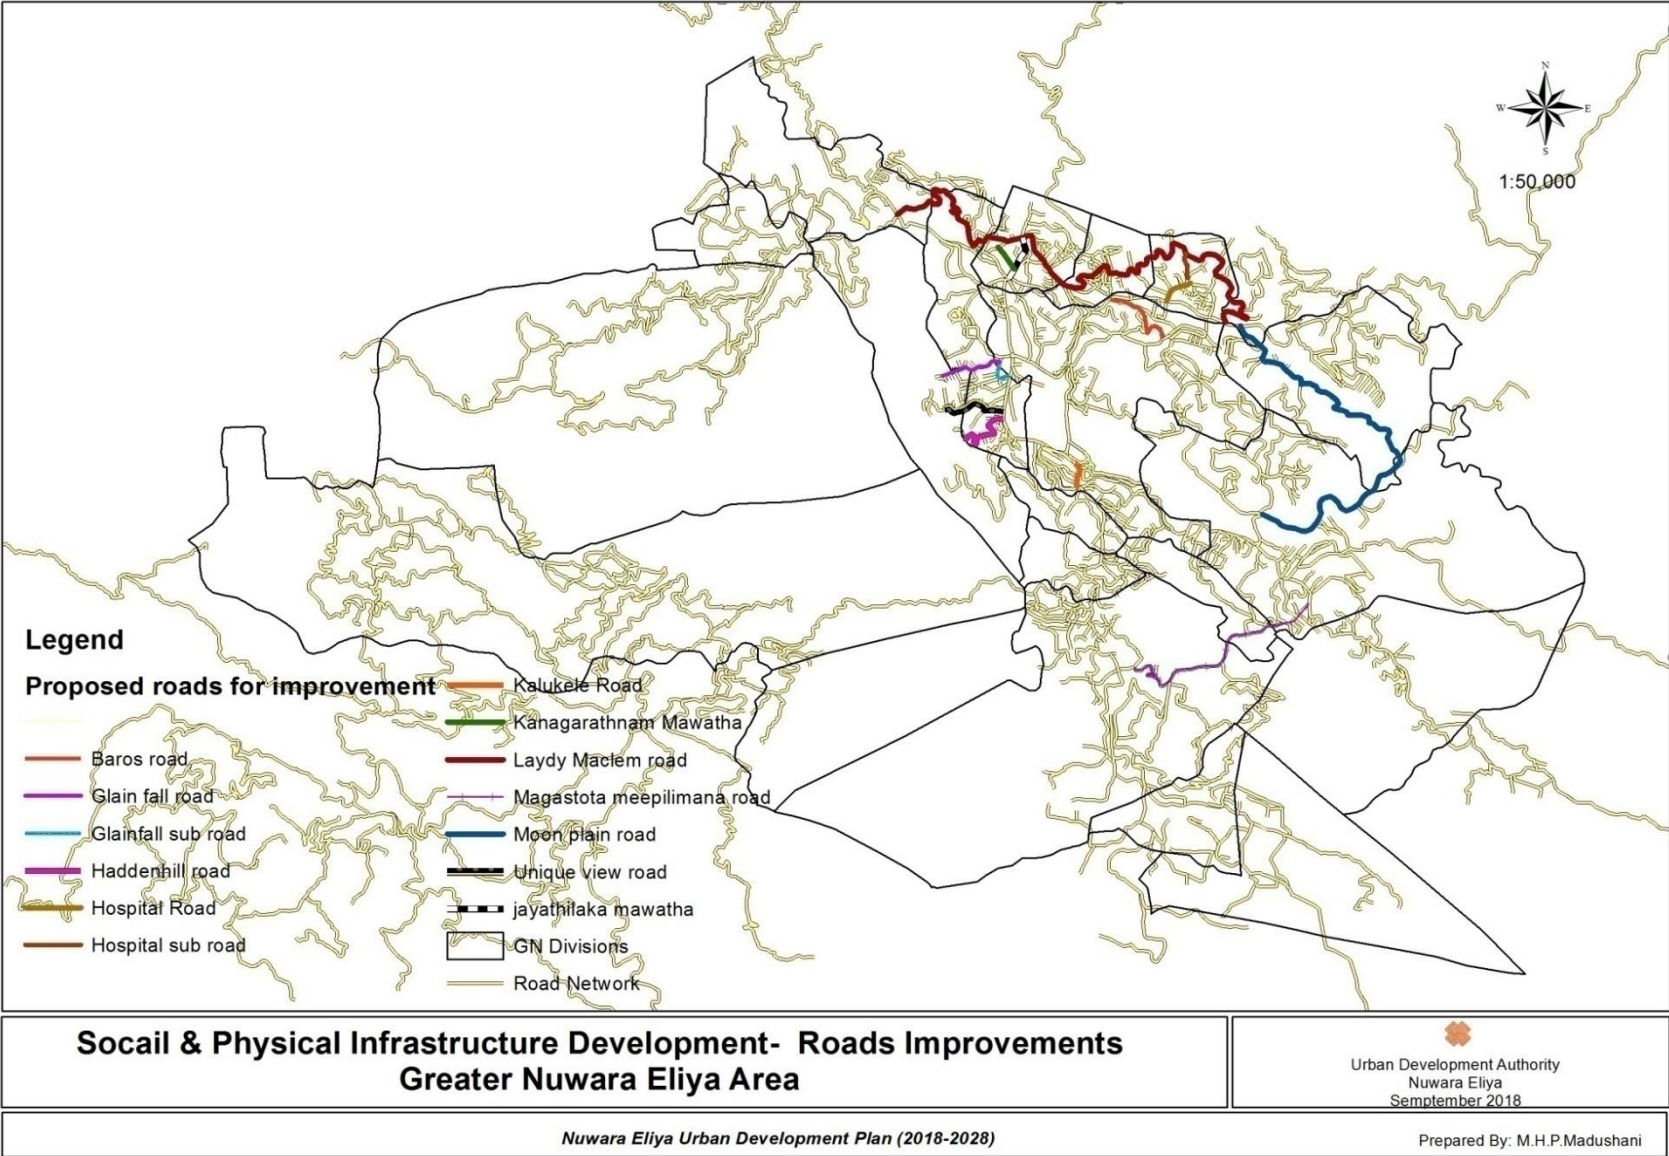 N
W E
S
1:50,000
Legend
Proposed roads for improvement
Baros road
Glain fall road
Glainfall sub road
Haddenhill road
Hospital Road
Hospital sub road
Kalukele Road
Kanagarathnam Mawatha
Laydy Maclem road
Magastota meepilimana road
Moon plain road
Unique view road
jayathilaka mawatha
GN Divisions
Road Network
Socail & Physical Infrastructure Development- Roads Improvements
Greater Nuwara Eliya Area
Urban Development Authority
Nuwara Eliya
Semptember 2018
Nuwara Eliya Urban Development Plan (2018-2028)
Prepared By: M.H.P.Madushani